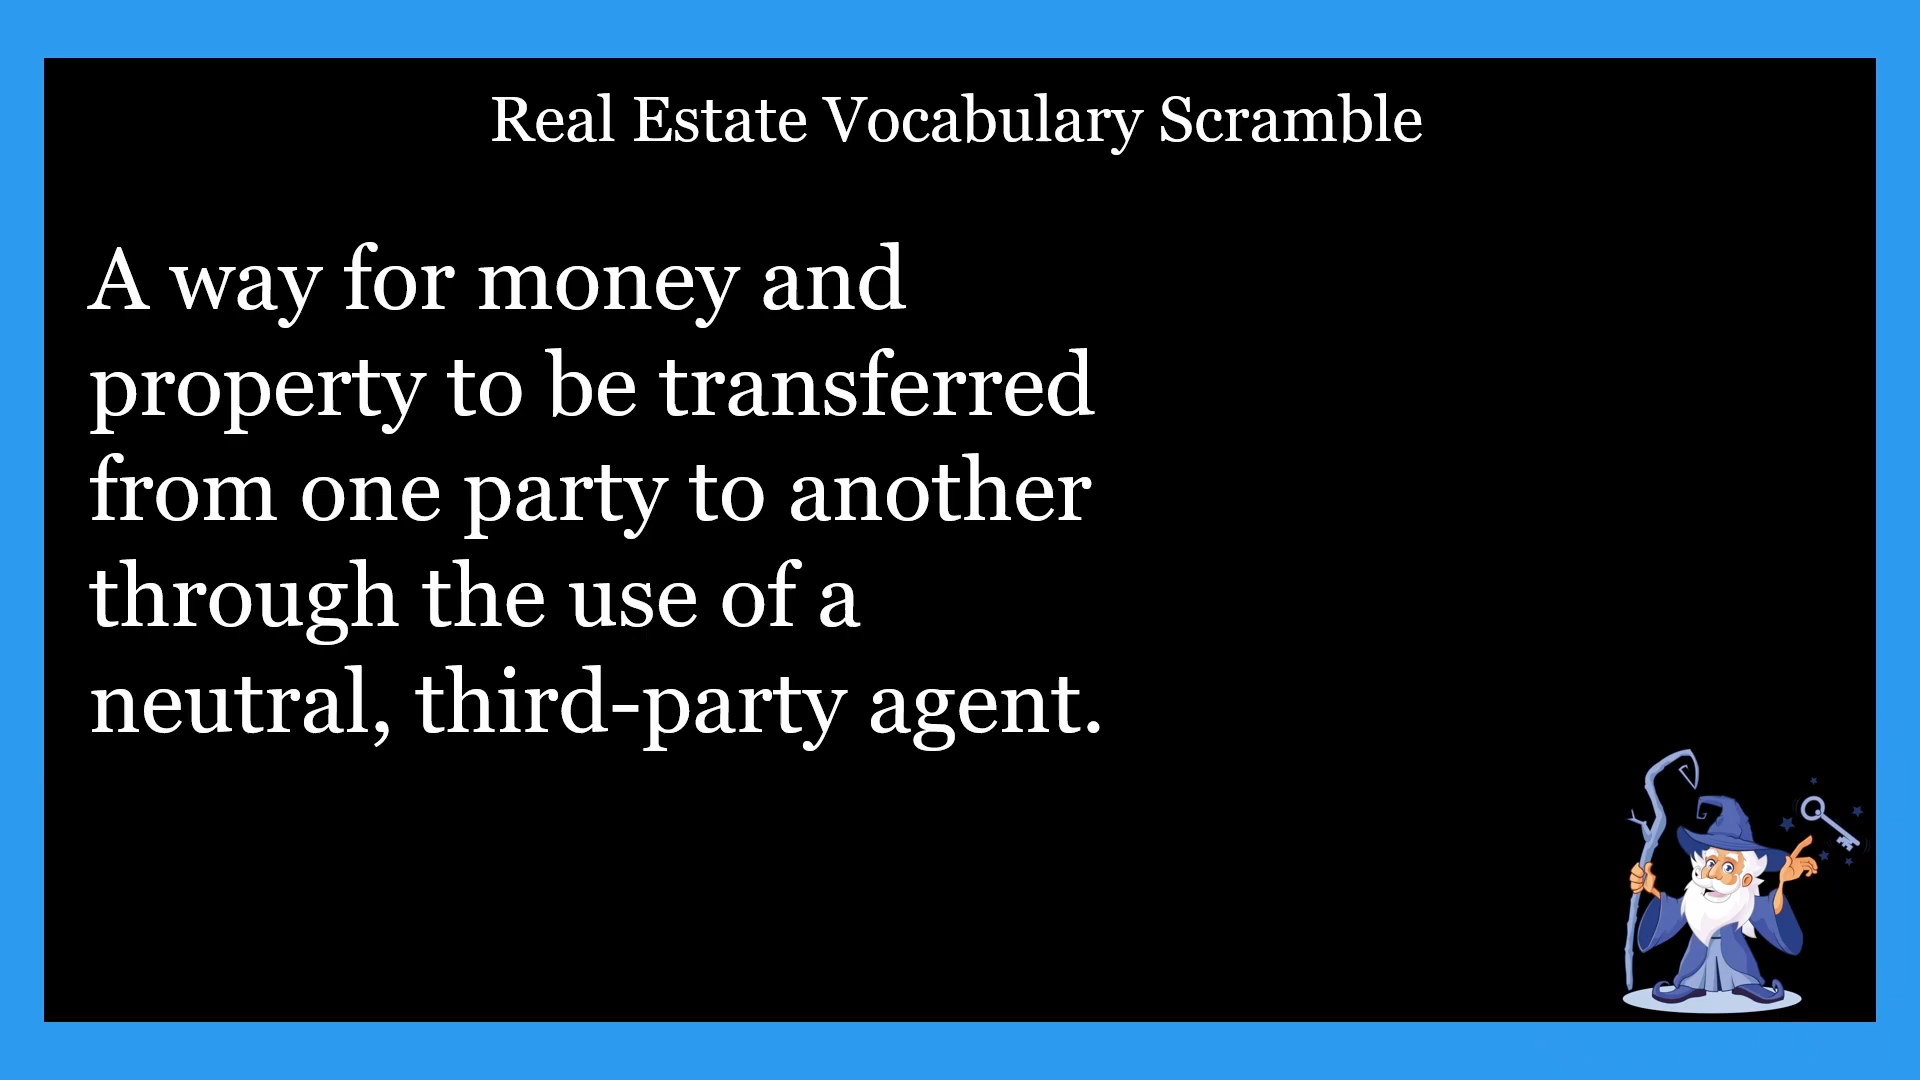 Real Estate Vocabulary Scramble
A way for money and
property to be transferred
from one party to another
through the use of a
neutral, third-party agent.